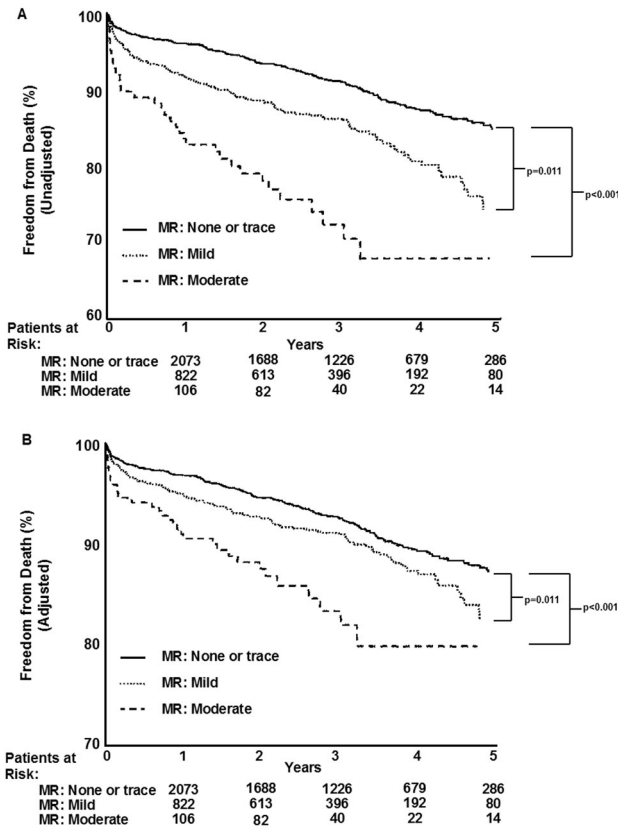 A
100
90
80
70
60
Freedom from Death (%)
(Unadjusted)
MR: None or trace
MR: Mild
MR: Moderate
p=0.011
p<0.001
0 1 2 3 4 5
Years
Patients at
Risk:
MR: None or trace 2073 1688 1226 679 286
MR: Mild 822 613 396 192 80
MR: Moderate 106 82 40 22 14
B
100
90
80
70
Freedom from Death (%)
(Adjusted)
MR: None or trace
MR: Mild
MR: Moderate
p=0.011
p<0.001
0 1 2 3 4 5
Years
Patients at
Risk:
MR: None or trace 2073 1688 1226 679 286
MR: Mild 822 613 396 192 80
MR: Moderate 106 82 40 22 14